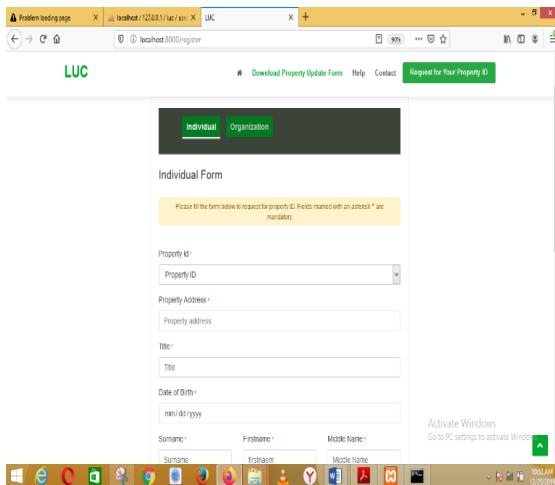 Problem loading page
localhost / 127.0.0.1 / luc / use
LUC
localhost:8000/register
90%
LUC
Download Property Update Form Help Contact Request for Your Property ID
Individual Organization
Individual Form
Please fill the form below to request for property ID. Fields marked with an asterisk * are
mandatory.
Property Id *
Property ID
Property Address *
Property address
Title *
Title
Date of Birth *
mm / dd / yyyy
Surname * Firstname * Middle Name *
Surname firstnaem Middle Name
Activate Windows
Go to PC settings to activate Windows
10:52 AM